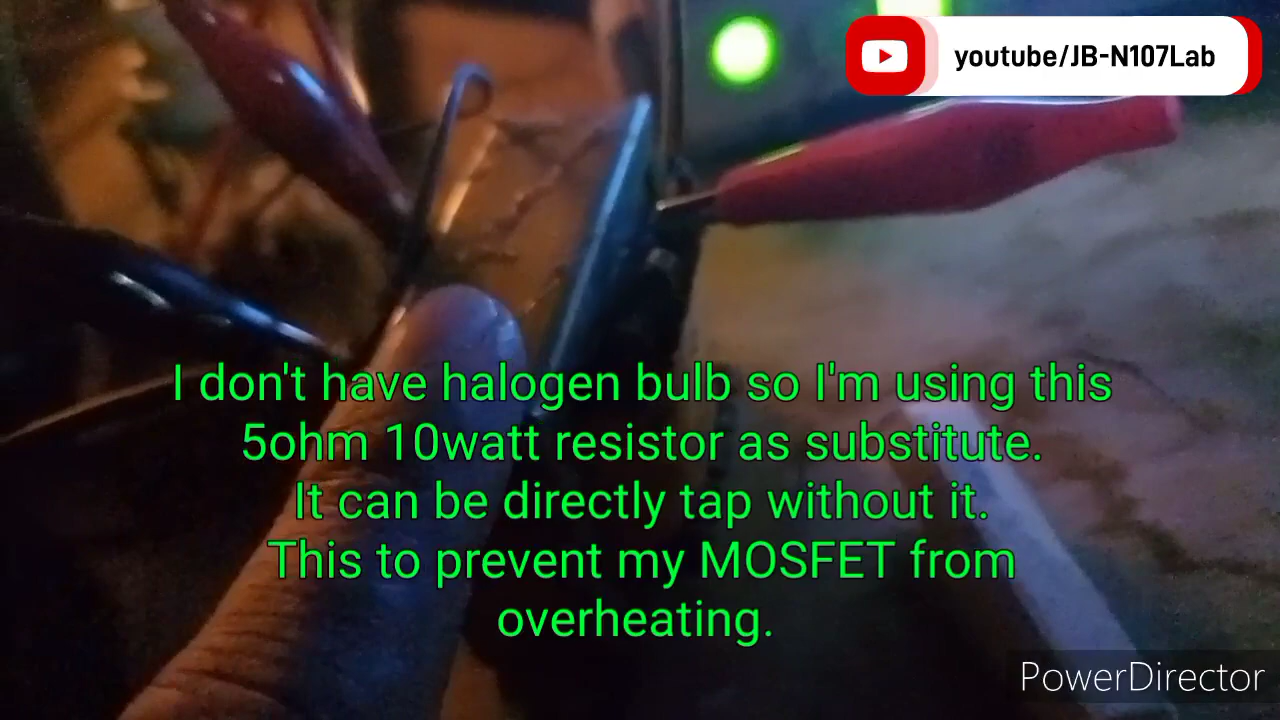 youtube/JB-N107Lab
I don't have halogen bulb so I'm using this
5ohm 10watt resistor as substitute.
It can be directly tap without it.
This to prevent my MOSFET from
overheating.
PowerDirector